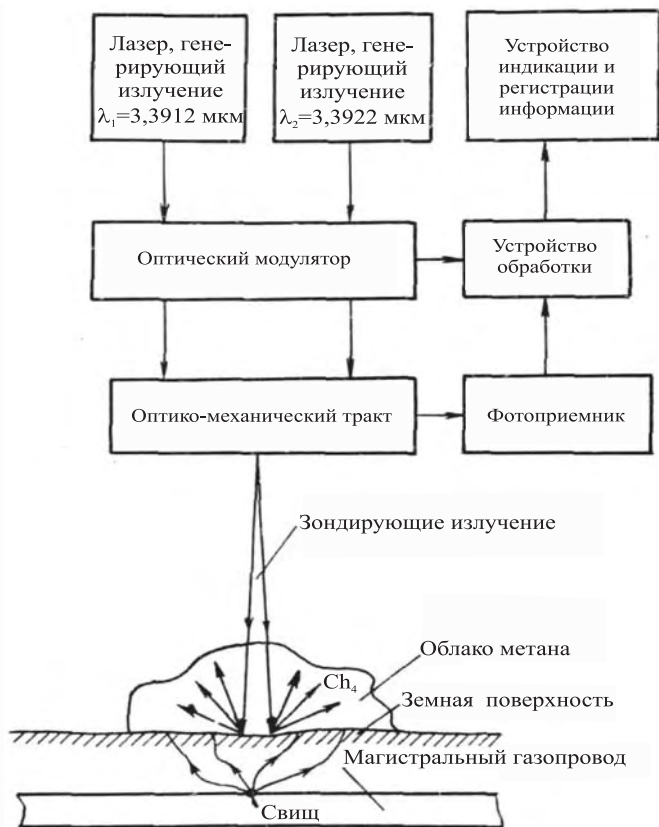 Лазер, гене-
рирующий
излучение
λ₁=3,3912 мкм
Лазер, гене-
ерирующий
излучение
λ₂=3,3922 мкм
Устройство
индикации и
регистрации
информации
Оптический модулятор
Устройство
обработки
Оптико-механический тракт
Фотоприемник
Зондирующие излучение
Облако метана
Ch₄
Земная поверхность
Магистральный газопровод
Свищ